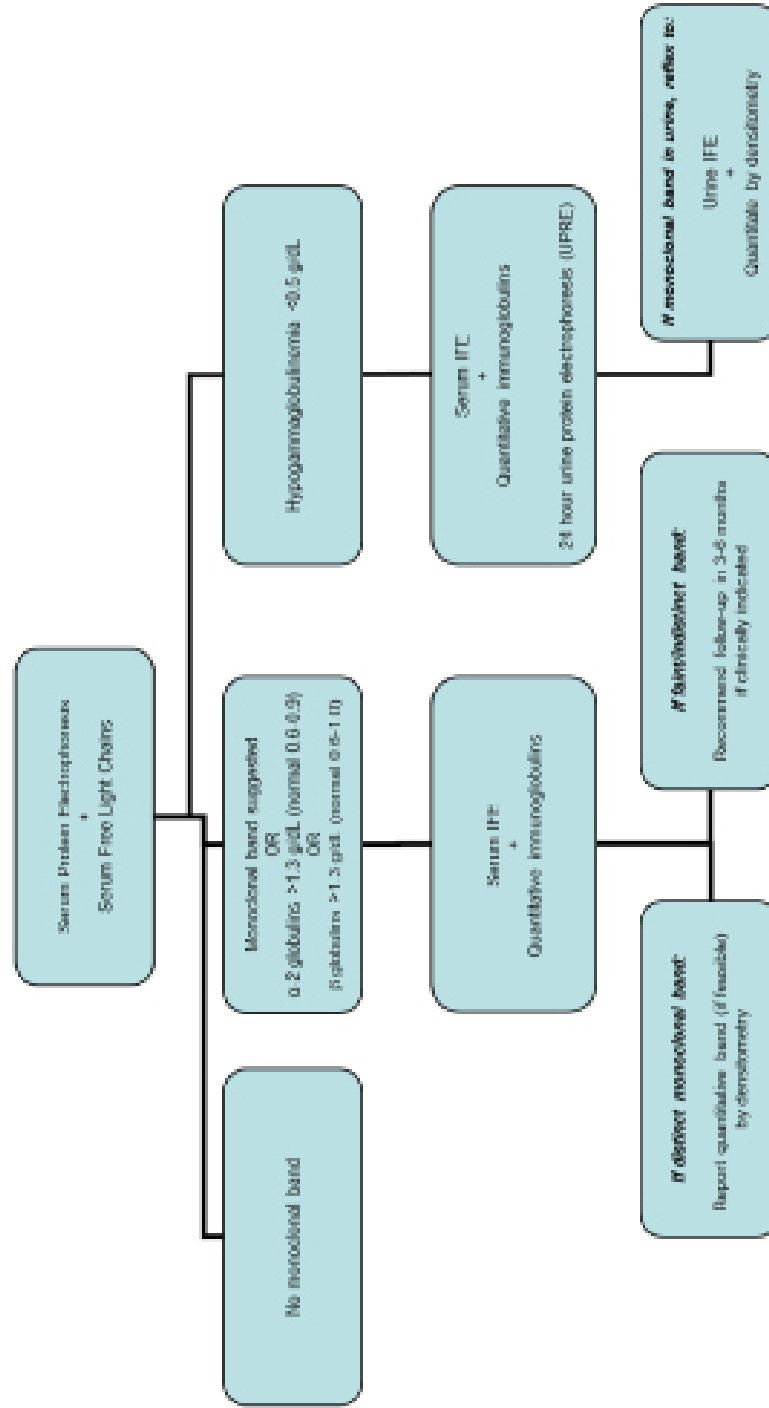 Serum Protein Electrophoresis
+
Serum Free Light Chains
No monoclonal band
Monoclonal band suggested
OR
α-2 globulins >1.3 g/dL (normal 0.6-0.9)
OR
β globulins >1.5 g/dL (normal 0.6-1.0)
Hypogammaglobulinemia <0.5 g/dL
Serum IFE
+
Quantitative immunoglobulins
Serum IFE
+
Quantitative immunoglobulins
24 hour urine protein electrophoresis (UPRE)
If distinct monoclonal band:
Report quantitative band (if feasible)
by densitometry
If faint/indistinct band:
Recommend follow-up in 3-6 months
if clinically indicated
If monoclonal band in urine, reflex to:
Urine IFE
+
Quantitate by densitometry